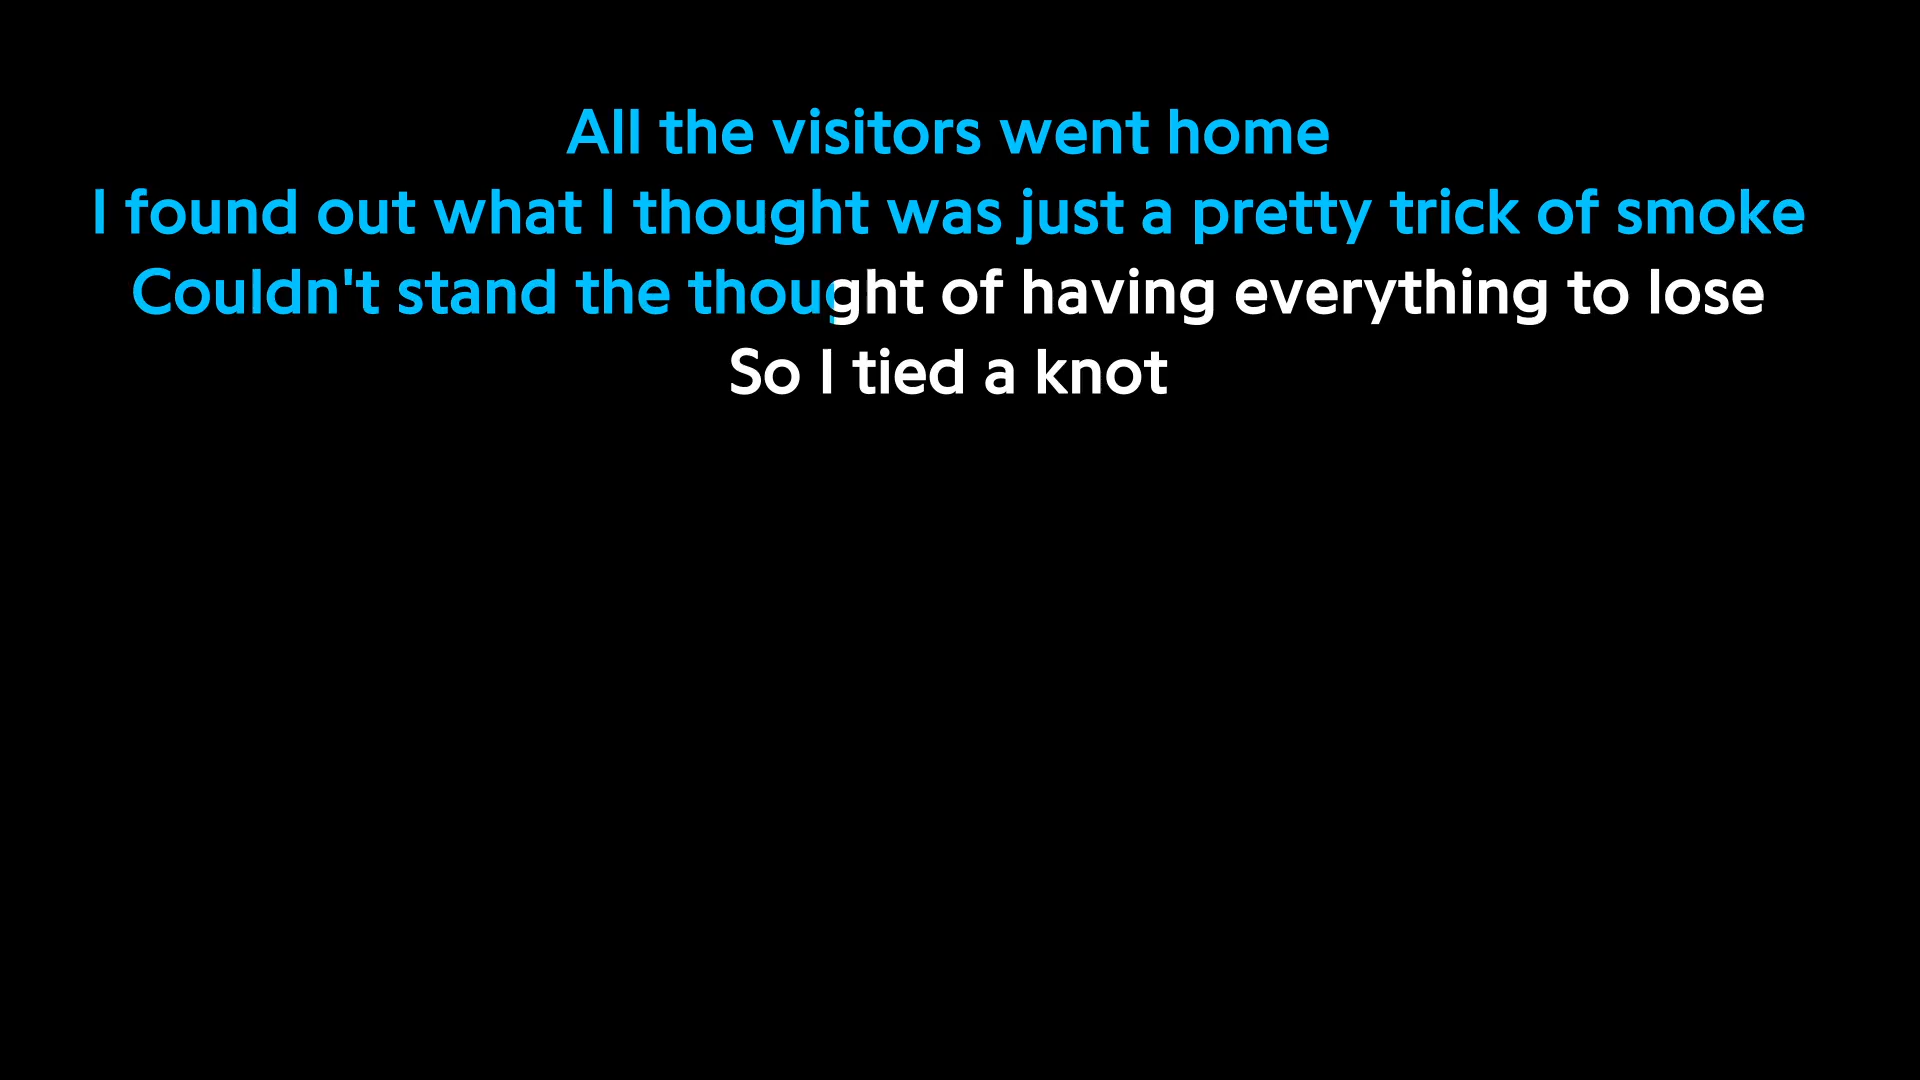 All the visitors went home
I found out what I thought was just a pretty trick of smoke
Couldn't stand the thought of having everything to lose
So I tied a knot